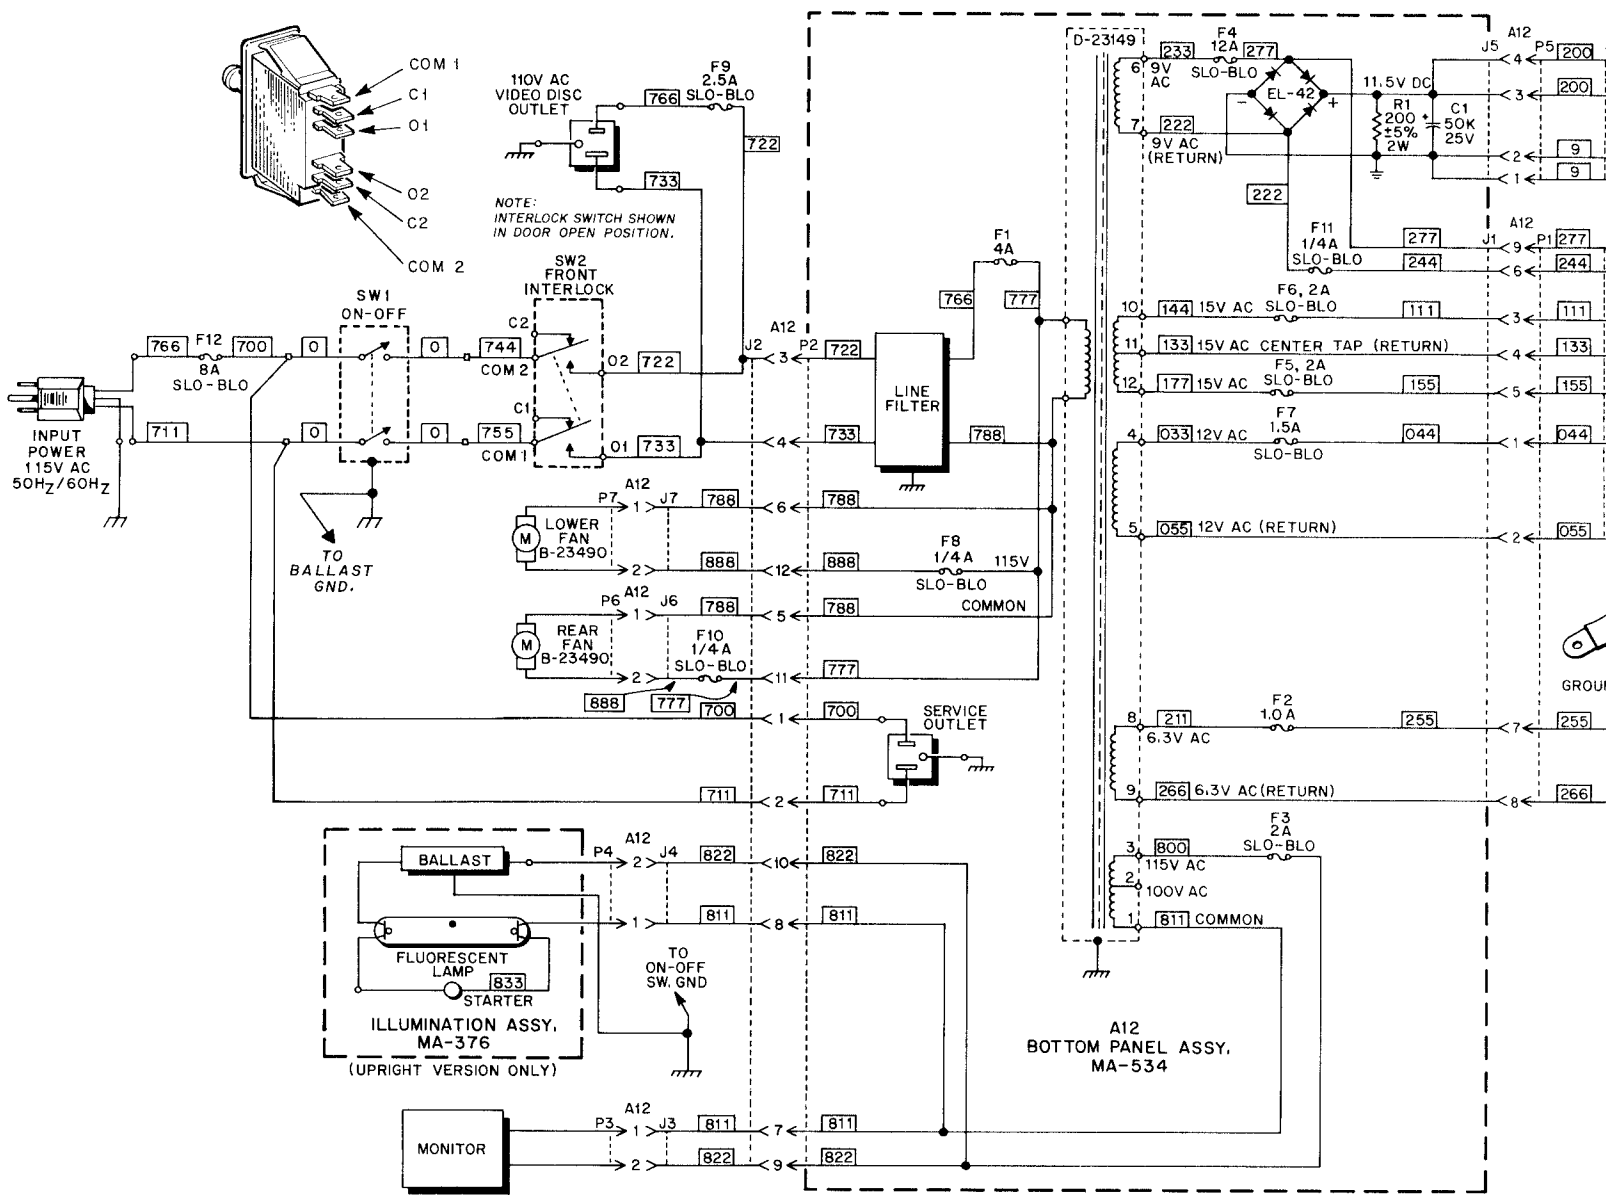 COM 1
C1
O1
O2
C2
COM 2
110V AC
VIDEO DISC
OUTLET
766
F9
2.5A
SLO-BLO
722
733
NOTE:
INTERLOCK SWITCH SHOWN
IN DOOR OPEN POSITION.
SW1
ON-OFF
SW2
FRONT
INTERLOCK
766
F12
8A
SLO-BLO
700
0
0
744
C2
COM 2
O2
722
711
0
0
755
C1
COM 1
O1
733
INPUT
POWER
115V AC
50HZ/60HZ
TO
BALLAST
GND.
J2
A12
P2
3
722
4
733
LINE
FILTER
766
F1
4A
777
788
P7
A12
J7
1
788
6
788
LOWER
FAN
B-23490
M
2
888
12
888
F8
1/4A
SLO-BLO
115V
P6
A12
J6
1
788
5
788
COMMON
REAR
FAN
B-23490
M
2
F10
1/4A
SLO-BLO
11
777
888
777
700
1
700
SERVICE
OUTLET
711
2
711
BALLAST
P4
A12
J4
2
822
10
822
1
811
8
811
FLUORESCENT
LAMP
833
STARTER
ILLUMINATION ASSY,
MA-376
(UPRIGHT VERSION ONLY)
TO
ON-OFF
SW. GND
MONITOR
P3
A12
J3
1
811
7
811
2
822
9
822
A12
BOTTOM PANEL ASSY,
MA-534
D-23149
6
233
9V
AC
F4
12A
SLO-BLO
277
EL-42
-
+
11.5V DC
R1
200
±5%
2W
+
C1
50K
25V
7
222
9V AC
(RETURN)
222
A12
J5
P5
4
200
3
200
2
9
1
9
F11
1/4A
SLO-BLO
A12
J1
P1
277
9
277
244
6
244
10
144
15V AC
F6, 2A
SLO-BLO
111
3
111
11
133
15V AC CENTER TAP (RETURN)
4
133
12
177
15V AC
F5, 2A
SLO-BLO
155
5
155
4
033
12V AC
F7
1.5A
SLO-BLO
044
1
044
5
055
12V AC (RETURN)
2
055
8
211
6.3V AC
F2
1.0A
255
7
255
9
266
6.3V AC (RETURN)
8
266
3
800
115V AC
F3
2A
SLO-BLO
2
100V AC
1
811
COMMON
GROU